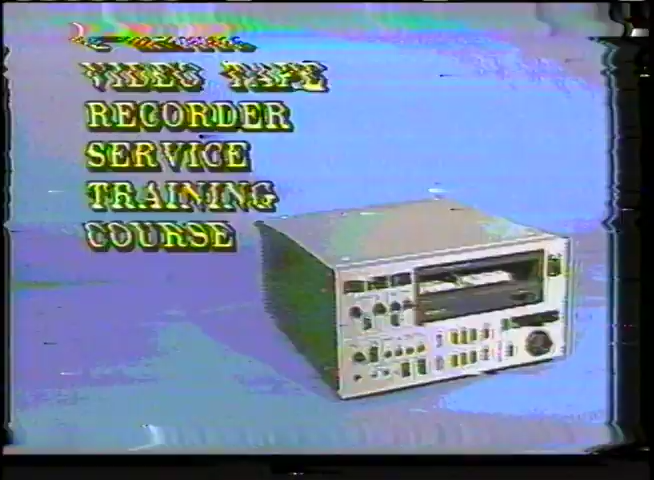 VIDEO TAPE
RECORDER
SERVICE
TRAINING
COURSE